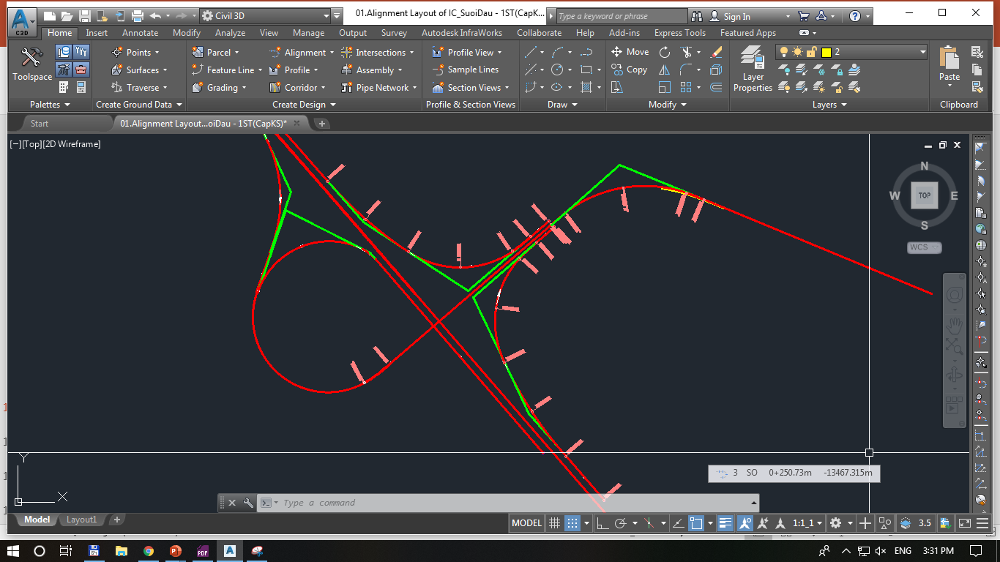 A
C3D
Civil 3D
01.Alignment Layout of IC_SuoiDau - 1ST(CapK...
Type a keyword or phrase
Sign In
Home Insert Annotate Modify Analyze View Manage Output Survey Autodesk InfraWorks Collaborate Help Add-ins Express Tools Featured Apps
Toolspace
Palettes
Points
Surfaces
Traverse
Create Ground Data
Parcel
Feature Line
Grading
Alignment
Profile
Corridor
Intersections
Assembly
Pipe Network
Create Design
Profile View
Sample Lines
Section Views
Profile & Section Views
Draw
Move
Copy
Modify
Layer
Properties
2
Layers
Paste
Clipboard
Start
01.Alignment Layout...oiDau - 1ST(CapKS)*
[−][Top][2D Wireframe]
N
W TOP E
S
WCS
Y
X
3 SO 0+250.73m -13467.315m
Type a command
Model Layout1
MODEL
1:1_1
3.5
64
PDF
A
ENG
3:31 PM